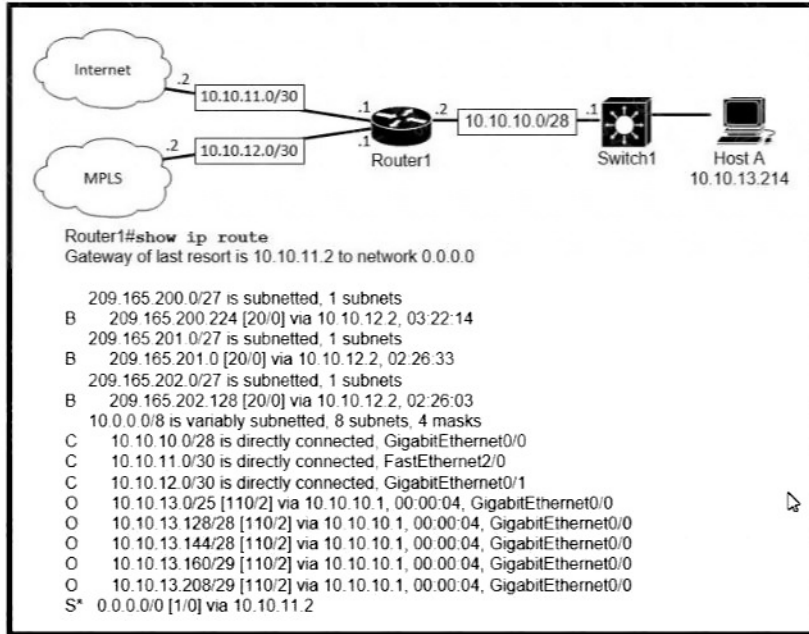 Internet
.2
10.10.11.0/30
.1
.2
10.10.10.0/28
.1
.2
10.10.12.0/30
.1
MPLS
Router1
Switch1
Host A
10.10.13.214
Router1#show ip route
Gateway of last resort is 10.10.11.2 to network 0.0.0.0
209.165.200.0/27 is subnetted, 1 subnets
B 209.165.200.224 [20/0] via 10.10.12.2, 03:22:14
209.165.201.0/27 is subnetted, 1 subnets
B 209.165.201.0 [20/0] via 10.10.12.2, 02:26:33
209.165.202.0/27 is subnetted, 1 subnets
B 209.165.202.128 [20/0] via 10.10.12.2, 02:26:03
10.0.0.0/8 is variably subnetted, 8 subnets, 4 masks
C 10.10.10.0/28 is directly connected, GigabitEthernet0/0
C 10.10.11.0/30 is directly connected, FastEthernet2/0
C 10.10.12.0/30 is directly connected, GigabitEthernet0/1
O 10.10.13.0/25 [110/2] via 10.10.10.1, 00:00:04, GigabitEthernet0/0
O 10.10.13.128/28 [110/2] via 10.10.10.1, 00:00:04, GigabitEthernet0/0
O 10.10.13.144/28 [110/2] via 10.10.10.1, 00:00:04, GigabitEthernet0/0
O 10.10.13.160/29 [110/2] via 10.10.10.1, 00:00:04, GigabitEthernet0/0
O 10.10.13.208/29 [110/2] via 10.10.10.1, 00:00:04, GigabitEthernet0/0
S* 0.0.0.0/0 [1/0] via 10.10.11.2